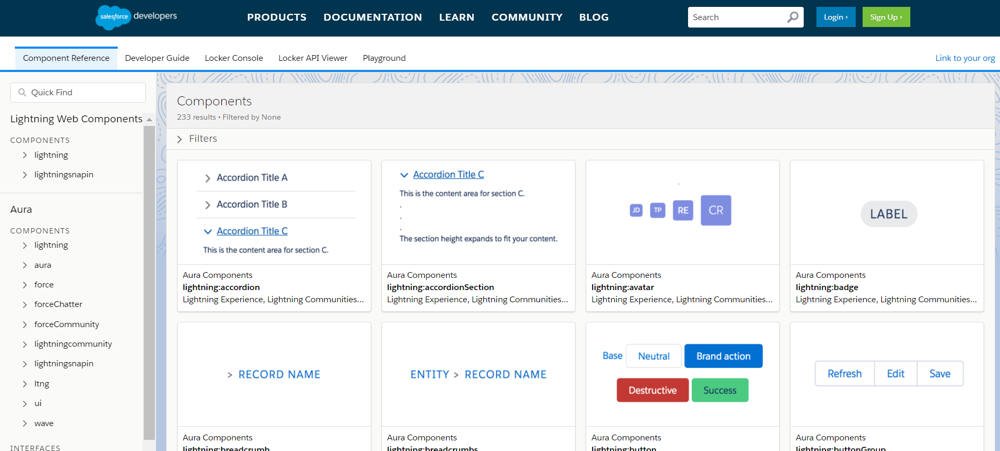 salesforce developers
PRODUCTS DOCUMENTATION LEARN COMMUNITY BLOG
Search
Login ›
Sign Up ›
Component Reference Developer Guide Locker Console Locker API Viewer Playground
Link to your org
Quick Find
Lightning Web Components
COMPONENTS
lightning
lightningsnapin
Aura
COMPONENTS
lightning
aura
force
forceChatter
forceCommunity
lightningcommunity
lightningsnapin
ltng
ui
wave
INTERFACES
Components
233 results • Filtered by None
Filters
Accordion Title A
Accordion Title B
Accordion Title C
This is the content area for section C.
Aura Components
lightning:accordion
Lightning Experience, Lightning Communities...
Accordion Title C
This is the content area for section C.
.
.
.
The section height expands to fit your content.
Aura Components
lightning:accordionSection
Lightning Experience, Lightning Communities...
JD TP RE CR
Aura Components
lightning:avatar
Lightning Experience, Lightning Communities...
LABEL
Aura Components
lightning:badge
Lightning Experience, Lightning Communities...
> RECORD NAME
Aura Components
lightning:breadcrumb
ENTITY > RECORD NAME
Aura Components
lightning:breadcrumbs
Base Neutral Brand action
Destructive Success
Aura Components
lightning:button
Refresh Edit Save
Aura Components
lightning:buttonGroup